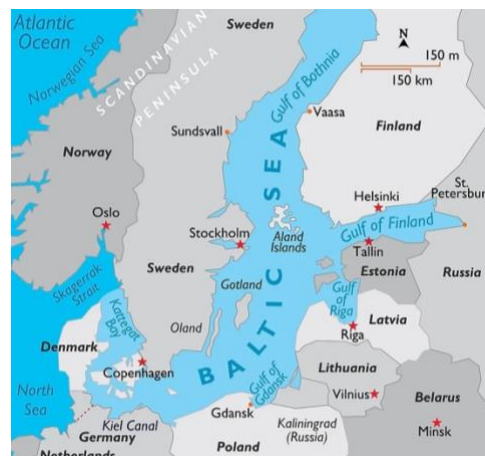 Atlantic
Ocean
Norwegian Sea
SCANDINAVIAN
PENINSULA
Sweden
N
150 m
150 km
Gulf of Bothnia
Vaasa
Sundsvall
Finland
Norway
Helsinki
St.
Petersbur
Oslo
Stockholm
Aland
Islands
Gulf of Finland
Tallin
Estonia
Russia
Skagerrak
Strait
Sweden
Gotland
BALTIC SEA
Gulf
of
Riga
Latvia
Riga
Kattegat
Bay
Oland
Denmark
Copenhagen
Lithuania
Vilnius
North
Sea
Gulf of
Gdansk
Belarus
Kiel Canal
Gdansk
Kaliningrad
(Russia)
Minsk
Germany
Poland
Netherlands